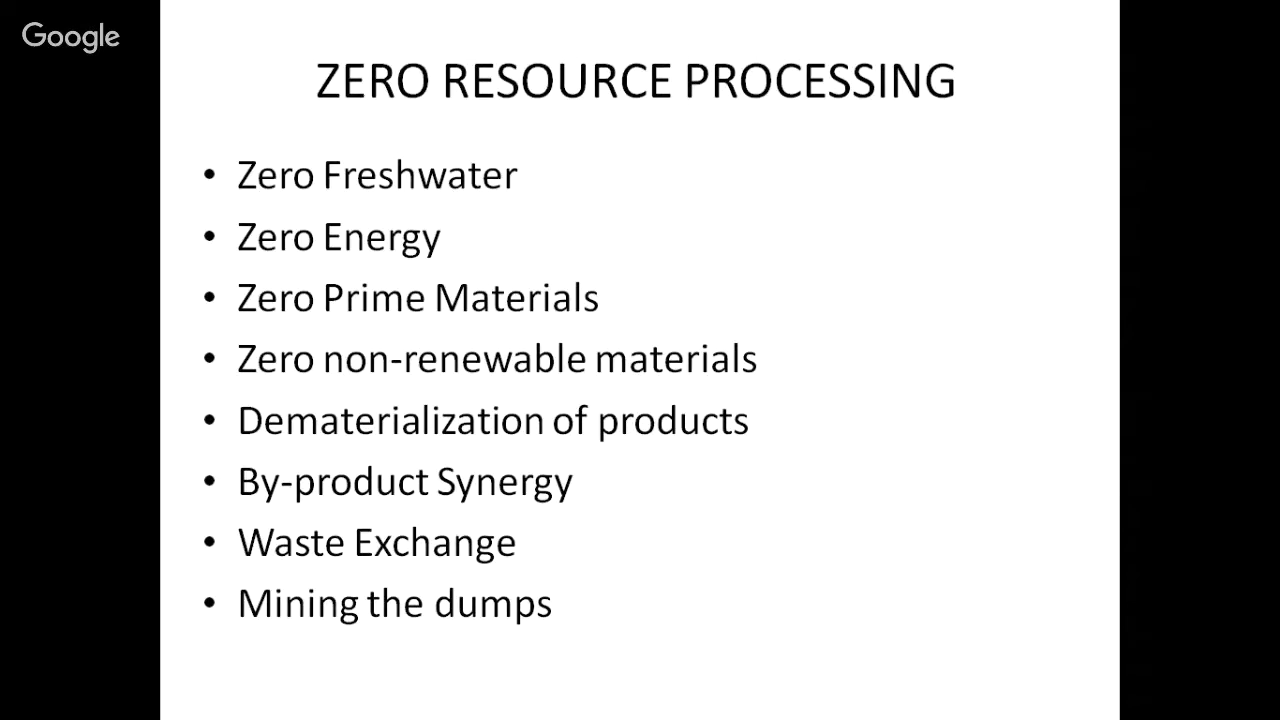 Google
ZERO RESOURCE PROCESSING
• Zero Freshwater
• Zero Energy
• Zero Prime Materials
• Zero non-renewable materials
• Dematerialization of products
• By-product Synergy
• Waste Exchange
• Mining the dumps